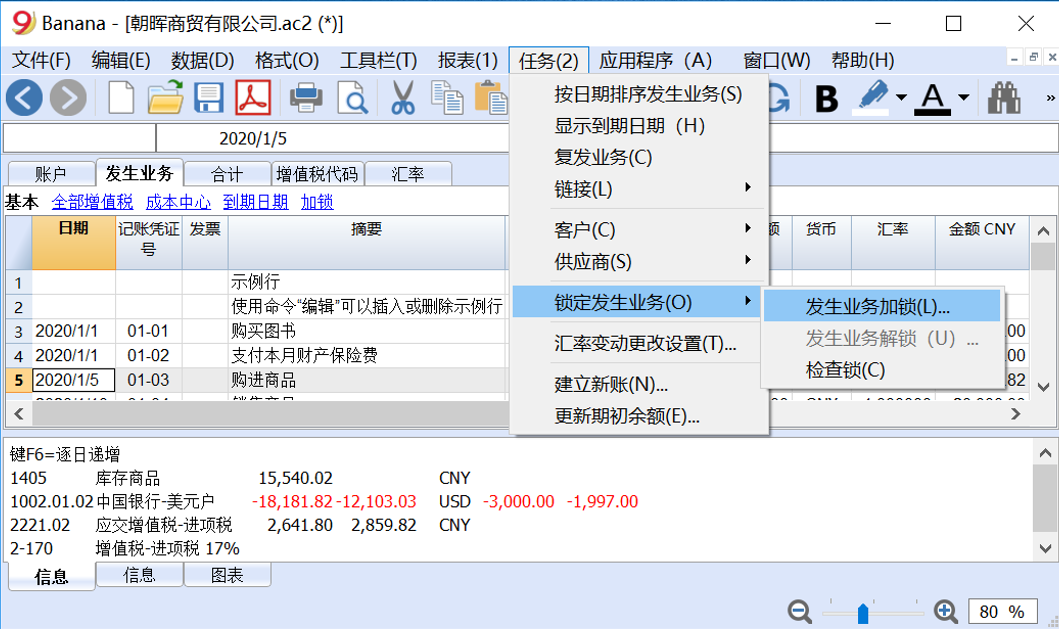 Banana - [朝晖商贸有限公司.ac2 (*)]
文件(F) 编辑(E) 数据(D) 格式(O) 工具栏(T) 报表(1) 任务(2) 应用程序（A） 窗口(W) 帮助(H)
B A »
2020/1/5
账户 发生业务 合计 增值税代码 汇率
基本 全部增值税 成本中心 到期日期 加锁
日期 记账凭证号 发票 摘要 额 货币 汇率 金额 CNY
1 示例行
2 使用命令“编辑”可以插入或删除示例行
3 2020/1/1 01-01 购买图书 00
4 2020/1/1 01-02 支付本月财产保险费 00
5 2020/1/5 01-03 购进商品 82
按日期排序发生业务(S)
显示到期日期（H）
复发业务(C)
链接(L)
客户(C)
供应商(S)
锁定发生业务(O)
汇率变动更改设置(T)...
建立新账(N)...
更新期初余额(E)...
发生业务加锁(L)...
发生业务解锁（U）...
检查锁(C)
键F6=逐日递增
1405 库存商品 15,540.02 CNY
1002.01.02 中国银行-美元户 -18,181.82 -12,103.03 USD -3,000.00 -1,997.00
2221.02 应交增值税-进项税 2,641.80 2,859.82 CNY
2-170 增值税-进项税 17%
信息 信息 图表
80 %